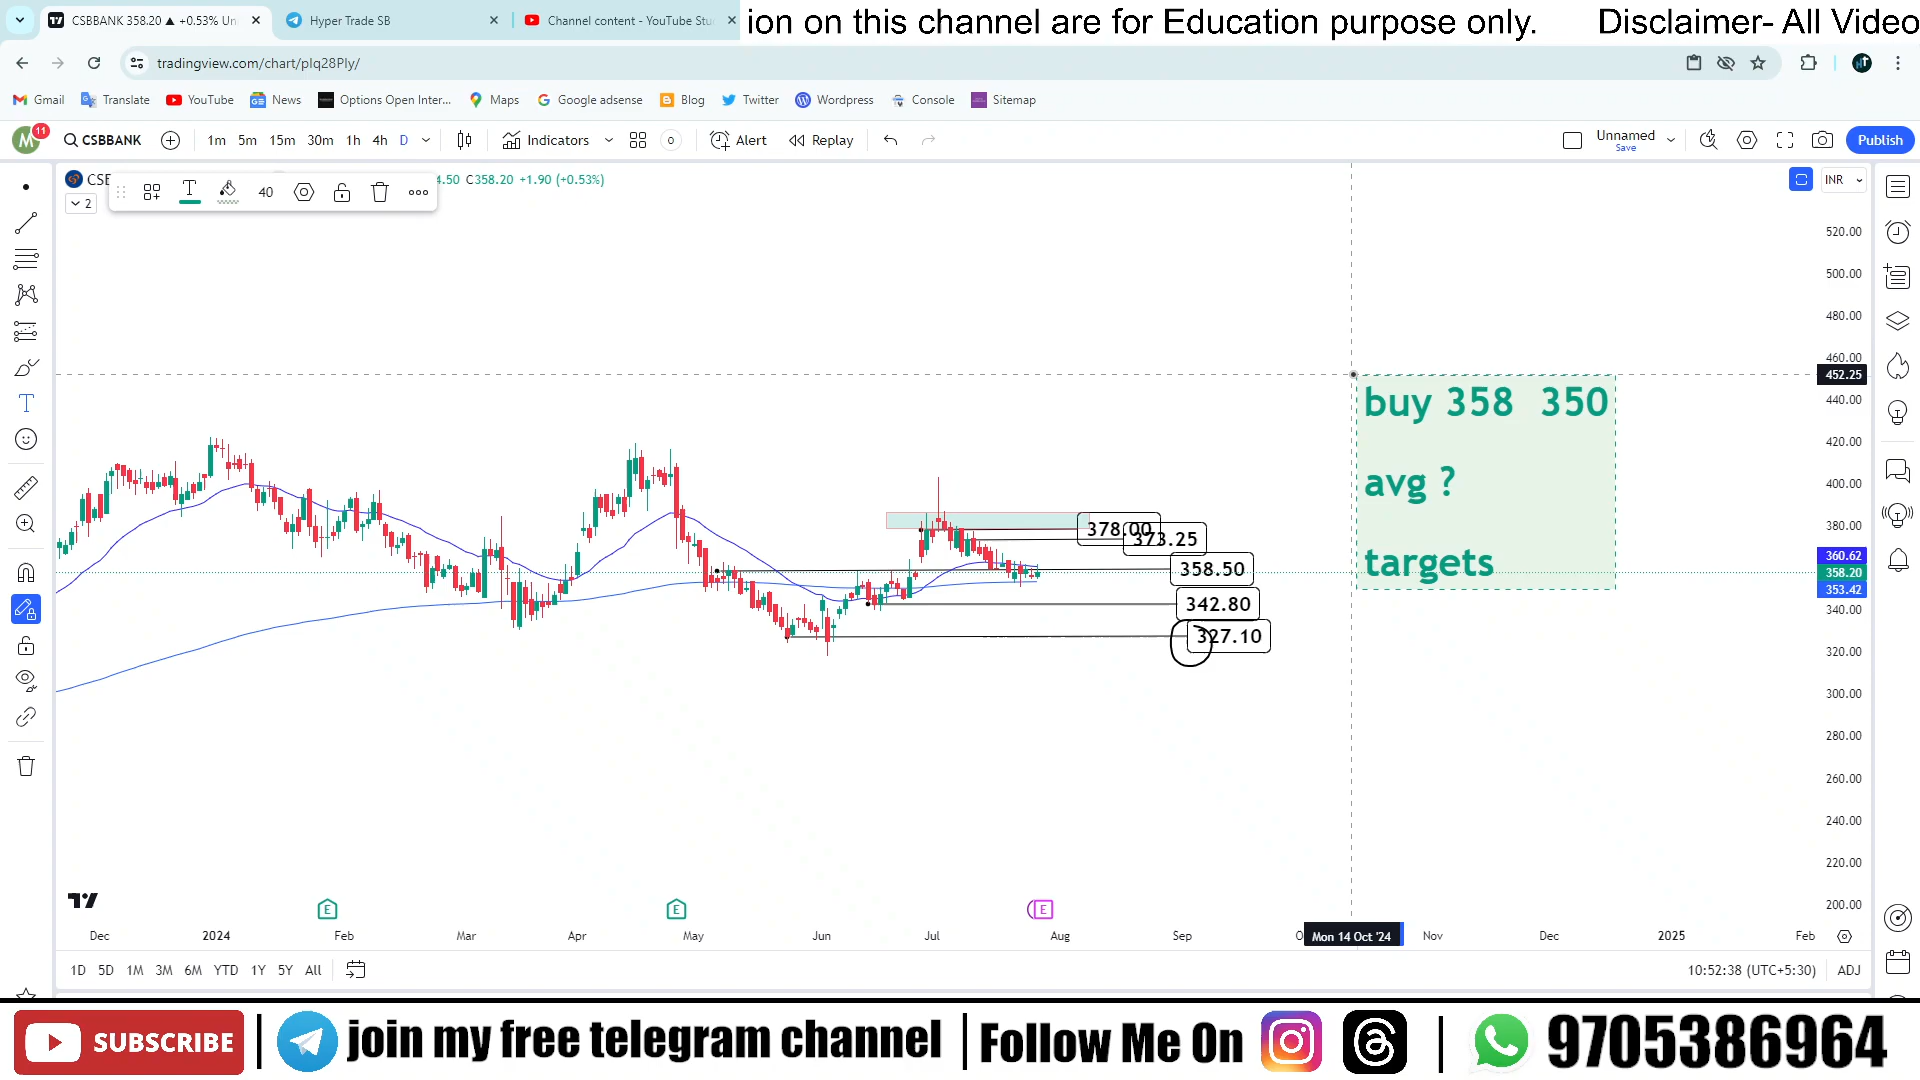 CSBBANK 358.20 ▲ +0.53% Un
Hyper Trade SB
Channel content - YouTube Stu
ion on this channel are for Education purpose only. Disclaimer- All Video
tradingview.com/chart/pIq28Ply/
Gmail Translate YouTube News Options Open Inter... Maps Google adsense Blog Twitter Wordpress Console Sitemap
M 11 CSBBANK 1m 5m 15m 30m 1h 4h D Indicators Alert Replay Unnamed Save Publish
CSE 4.50 C358.20 +1.90 (+0.53%) INR
40
2
520.00
500.00
480.00
460.00
452.25
440.00
420.00
400.00
380.00
360.62
358.20
353.42
340.00
320.00
300.00
280.00
260.00
240.00
220.00
200.00
buy 358 350
avg ?
targets
378.00
373.25
358.50
342.80
327.10
E E E
Dec 2024 Feb Mar Apr May Jun Jul Aug Sep O Mon 14 Oct '24 Nov Dec 2025 Feb
1D 5D 1M 3M 6M YTD 1Y 5Y All 10:52:38 (UTC+5:30) ADJ
SUBSCRIBE join my free telegram channel Follow Me On 9705386964